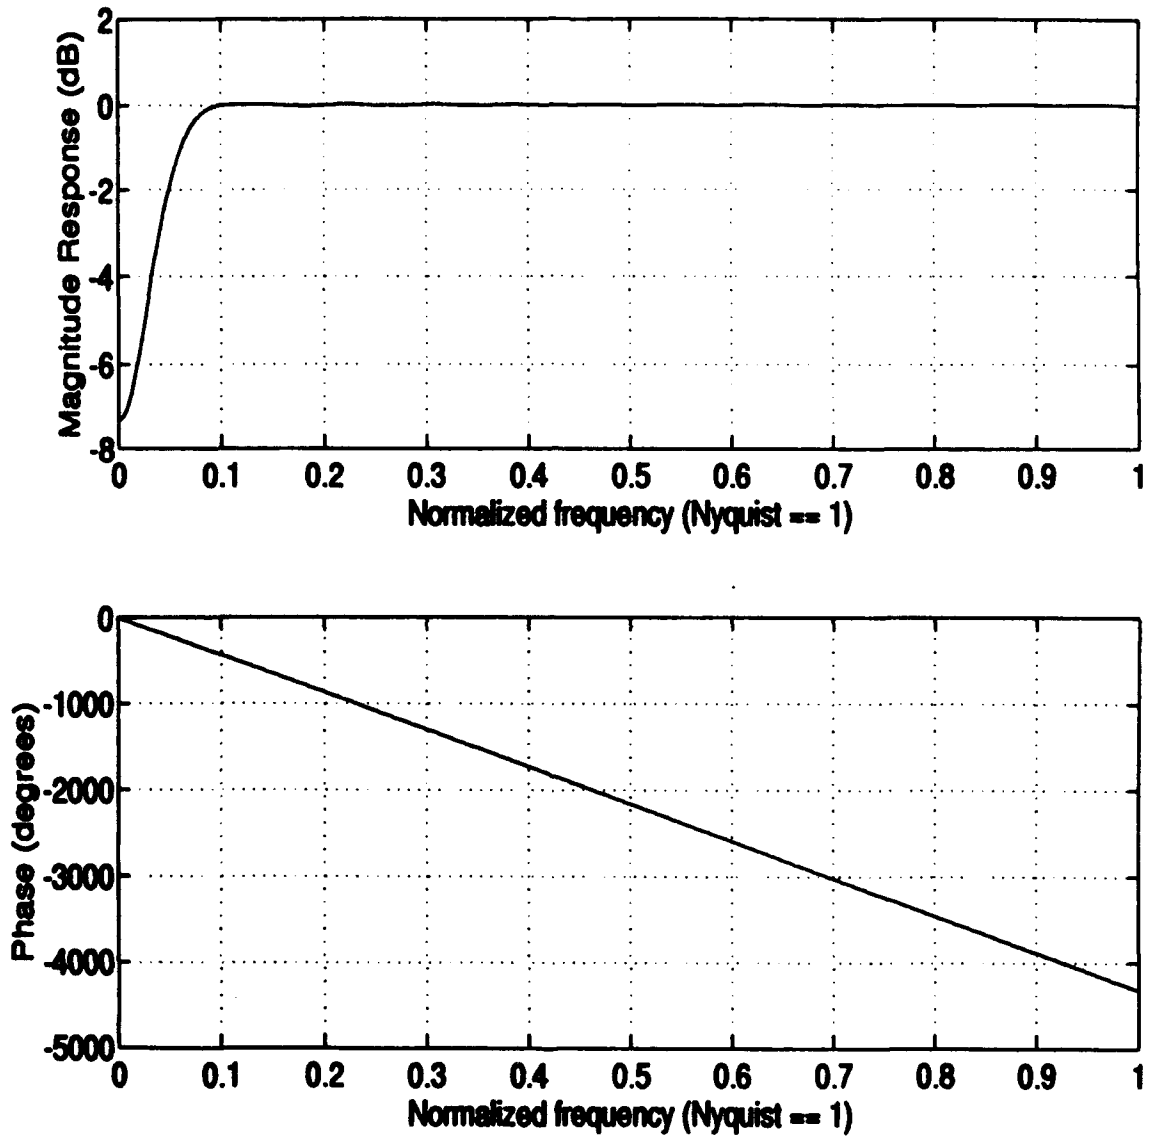 Magnitude Response (dB)
2
0
-2
-4
-6
-8
0 0.1 0.2 0.3 0.4 0.5 0.6 0.7 0.8 0.9 1
Normalized frequency (Nyquist == 1)
Phase (degrees)
0
-1000
-2000
-3000
-4000
-5000
0 0.1 0.2 0.3 0.4 0.5 0.6 0.7 0.8 0.9 1
Normalized frequency (Nyquist == 1)